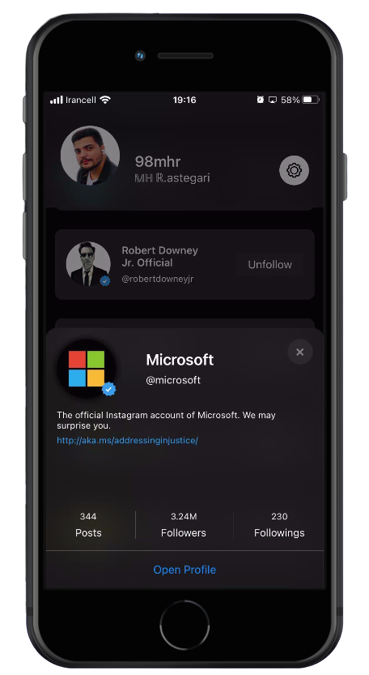 Irancell
19:16
58%
98mhr
𝕄ℍ ℝ.astegari
Robert Downey
Jr. Official
@robertdowneyjr
Unfollow
Microsoft
@microsoft
The official Instagram account of Microsoft. We may
surprise you.
http://aka.ms/addressinginjustice/
344
Posts
3.24M
Followers
230
Followings
Open Profile